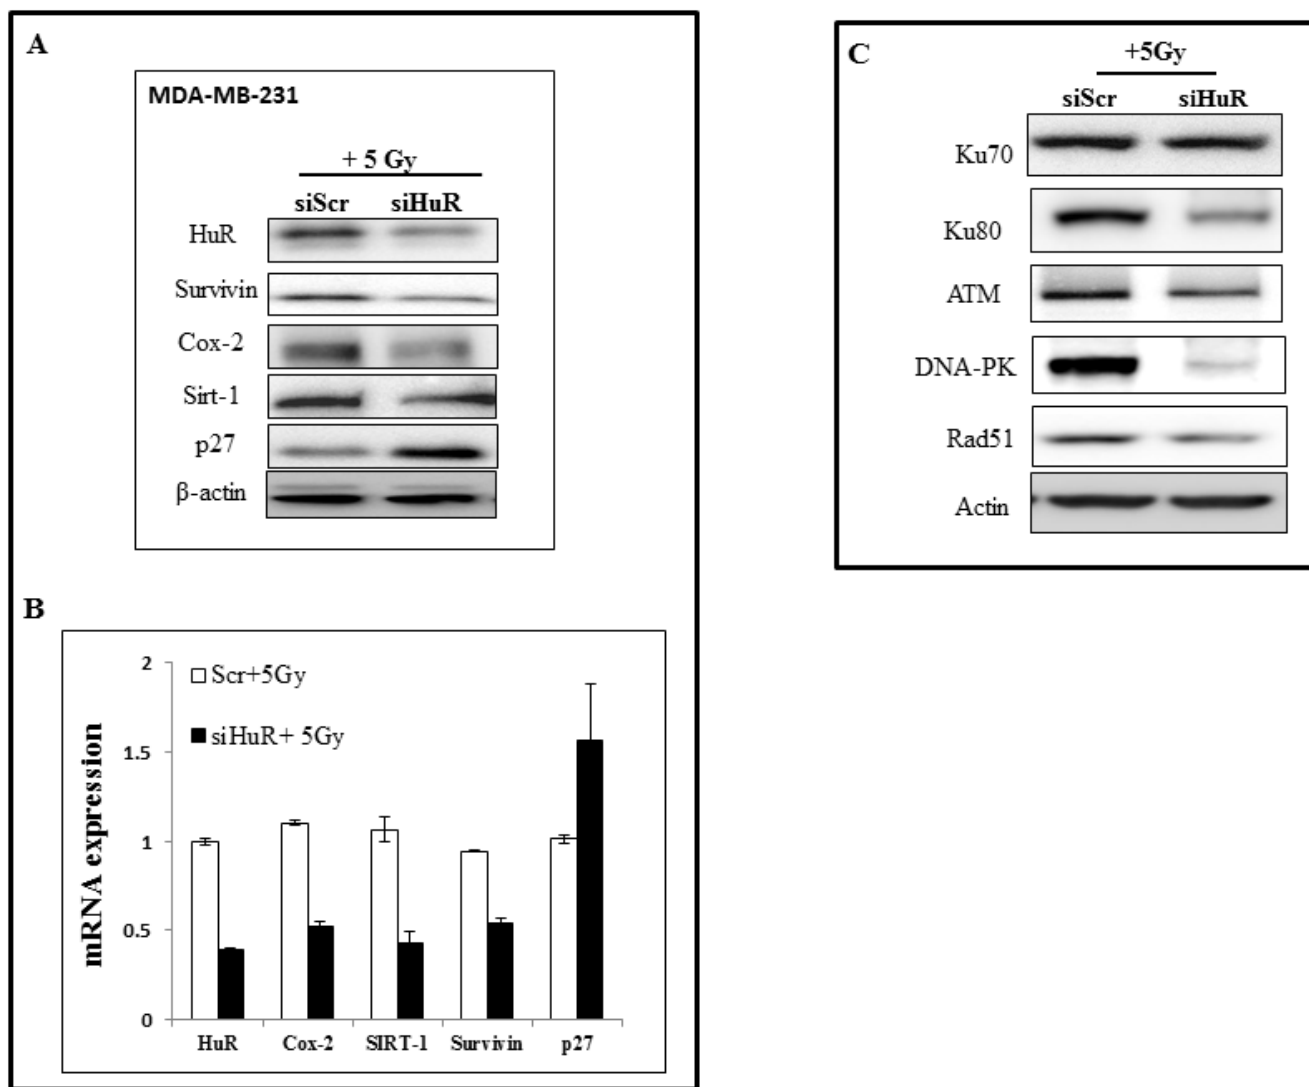 A
MDA-MB-231
+ 5 Gy
siScr siHuR
HuR
Survivin
Cox-2
Sirt-1
p27
β-actin
B
2
1.5
1
0.5
0
mRNA expression
Scr+5Gy
siHuR+ 5Gy
HuR Cox-2 SIRT-1 Survivin p27
C
+5Gy
siScr siHuR
Ku70
Ku80
ATM
DNA-PK
Rad51
Actin